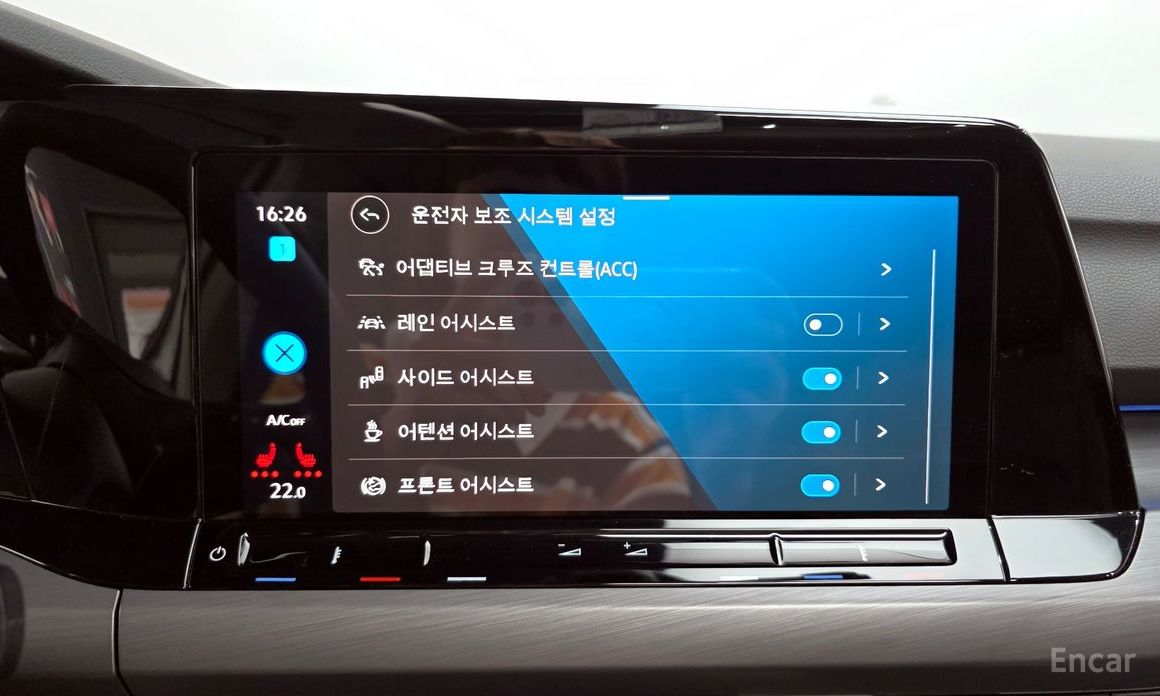 16:26
1
운전자 보조 시스템 설정
어댑티브 크루즈 컨트롤(ACC)
레인 어시스트
사이드 어시스트
어텐션 어시스트
프론트 어시스트
A/C OFF
22.0
Encar